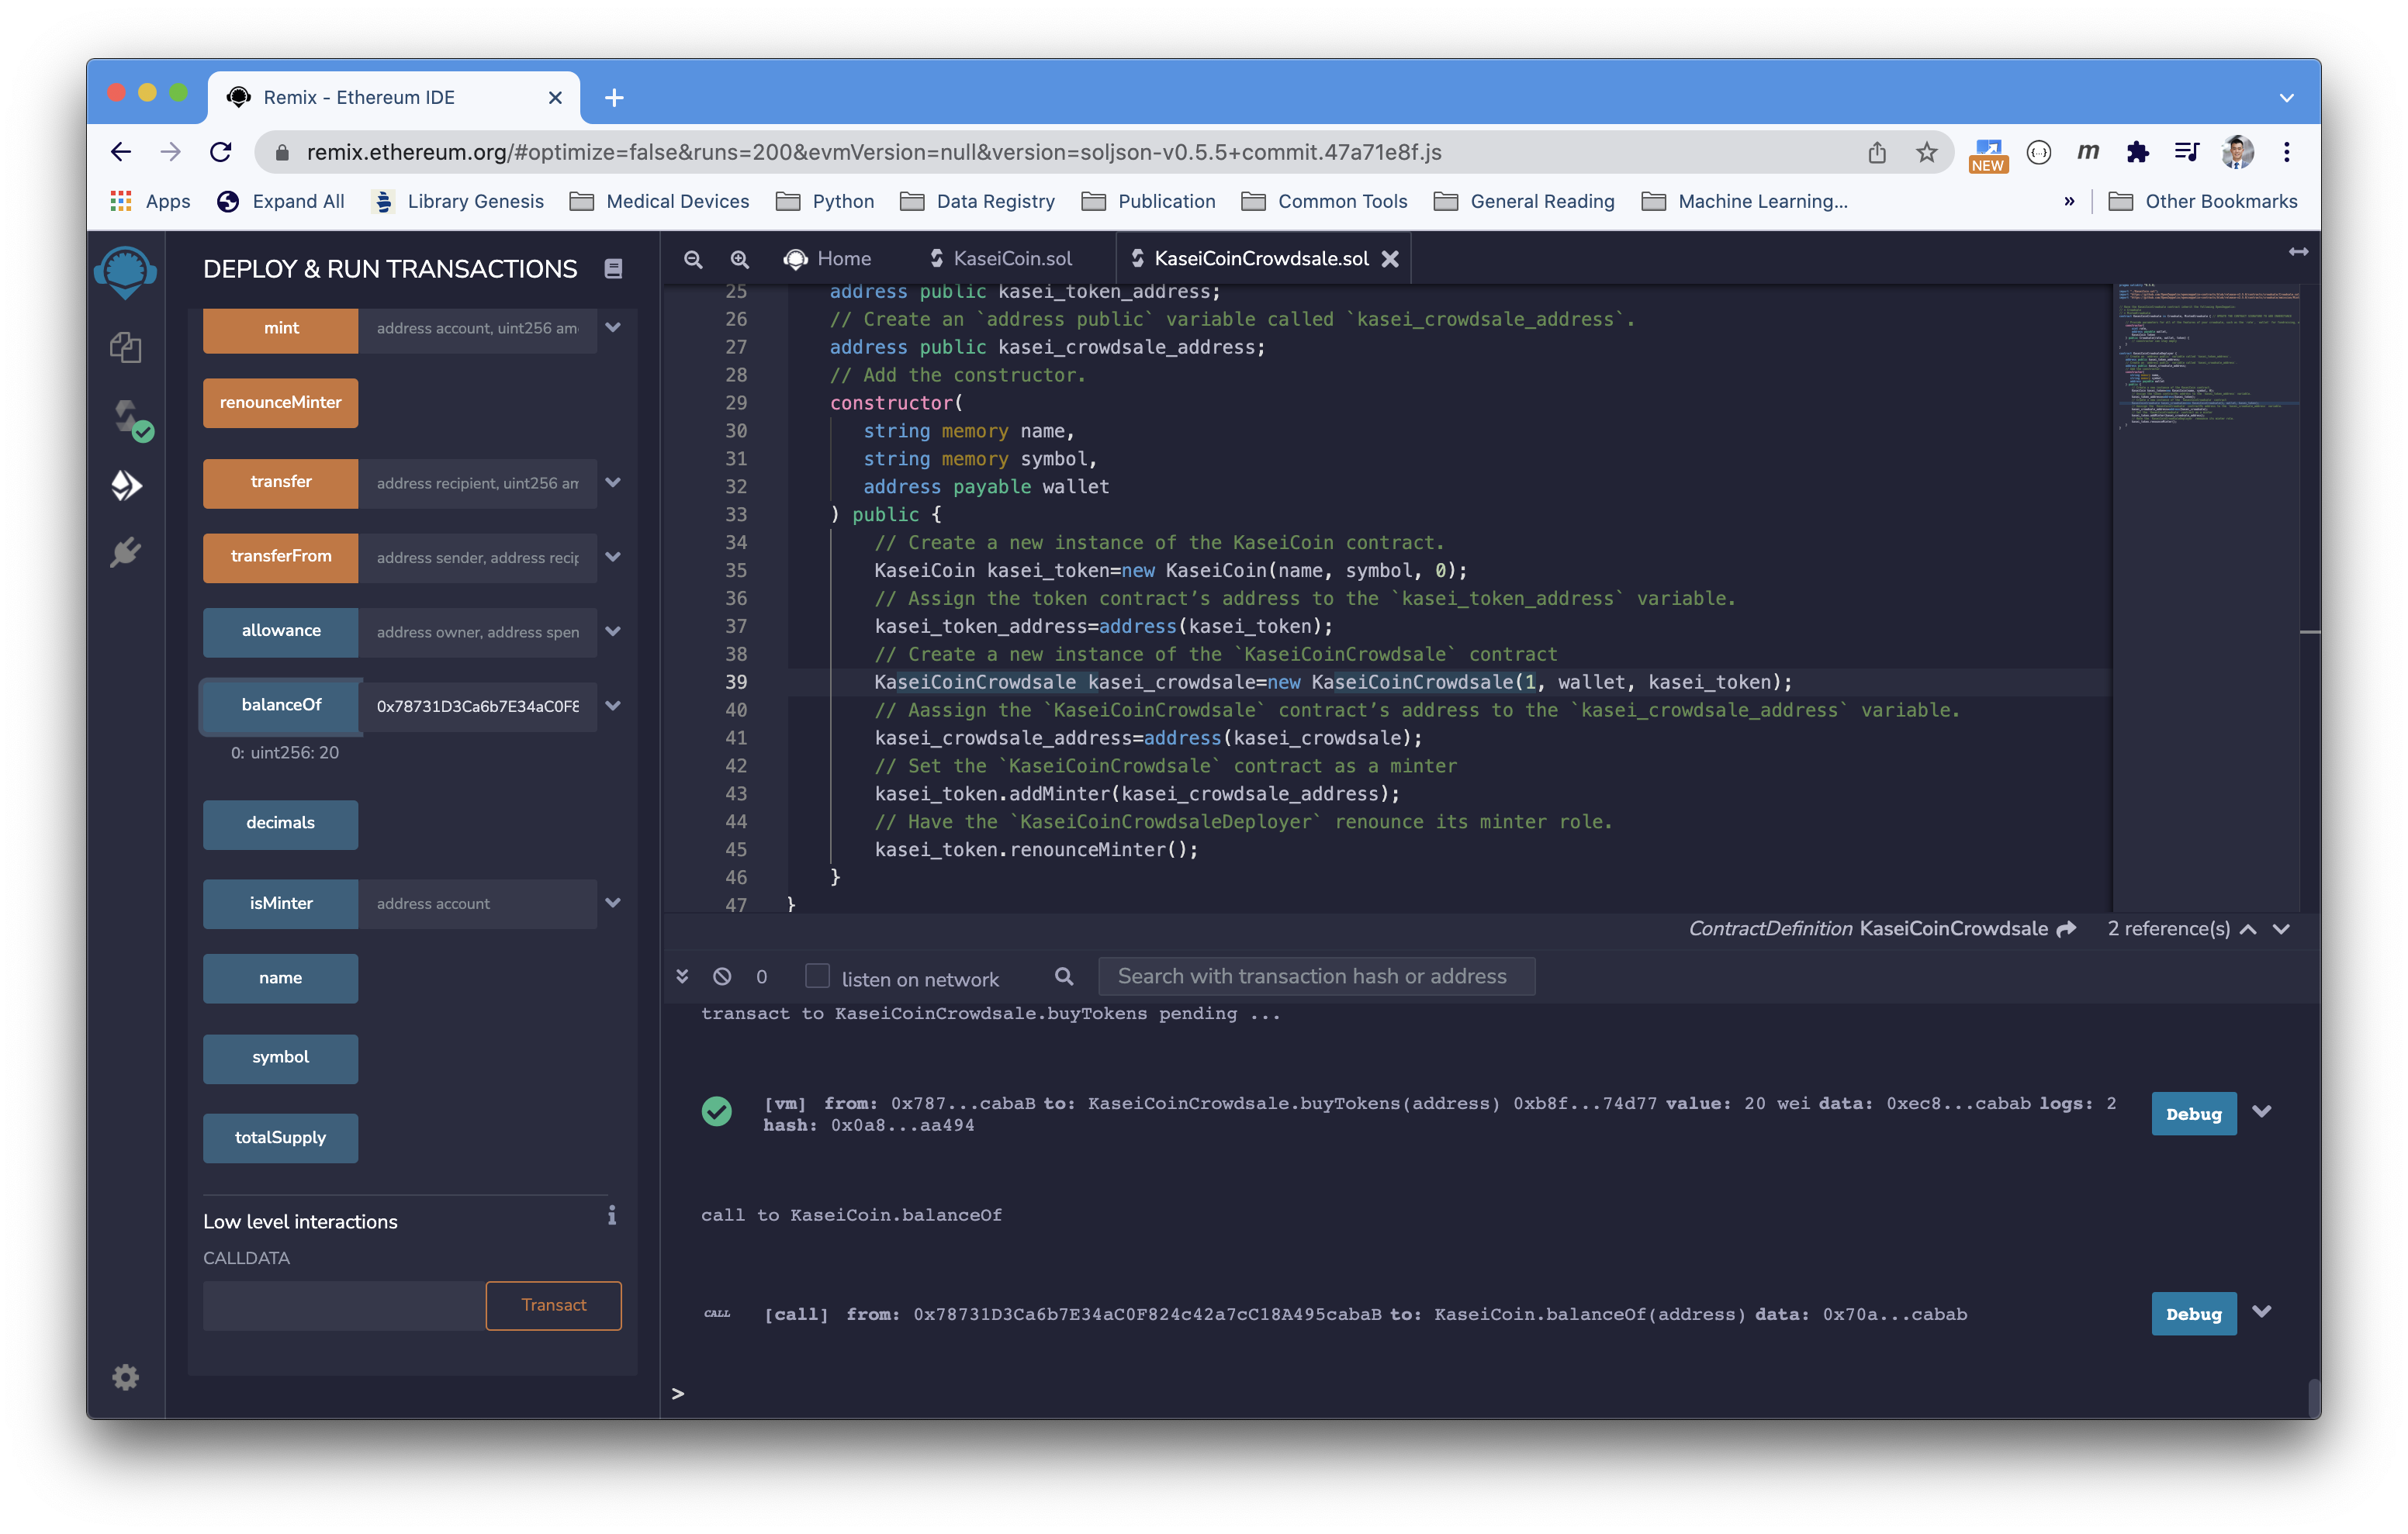 Remix - Ethereum IDE
remix.ethereum.org/#optimize=false&runs=200&evmVersion=null&version=soljson-v0.5.5+commit.47a71e8f.js
NEW
m
Apps
Expand All
Library Genesis
Medical Devices
Python
Data Registry
Publication
Common Tools
General Reading
Machine Learning...
»
Other Bookmarks
DEPLOY & RUN TRANSACTIONS
mint
address account, uint256 am
renounceMinter
transfer
address recipient, uint256 am
transferFrom
address sender, address recip
allowance
address owner, address spen
balanceOf
0x78731D3Ca6b7E34aC0F8
0: uint256: 20
decimals
isMinter
address account
name
symbol
totalSupply
Low level interactions
CALLDATA
Transact
Home
KaseiCoin.sol
KaseiCoinCrowdsale.sol
25 address public kasei_token_address;
26 // Create an `address public` variable called `kasei_crowdsale_address`.
27 address public kasei_crowdsale_address;
28 // Add the constructor.
29 constructor(
30 string memory name,
31 string memory symbol,
32 address payable wallet
33 ) public {
34 // Create a new instance of the KaseiCoin contract.
35 KaseiCoin kasei_token=new KaseiCoin(name, symbol, 0);
36 // Assign the token contract’s address to the `kasei_token_address` variable.
37 kasei_token_address=address(kasei_token);
38 // Create a new instance of the `KaseiCoinCrowdsale` contract
39 KaseiCoinCrowdsale kasei_crowdsale=new KaseiCoinCrowdsale(1, wallet, kasei_token);
40 // Aassign the `KaseiCoinCrowdsale` contract’s address to the `kasei_crowdsale_address` variable.
41 kasei_crowdsale_address=address(kasei_crowdsale);
42 // Set the `KaseiCoinCrowdsale` contract as a minter
43 kasei_token.addMinter(kasei_crowdsale_address);
44 // Have the `KaseiCoinCrowdsaleDeployer` renounce its minter role.
45 kasei_token.renounceMinter();
46 }
47 }
ContractDefinition KaseiCoinCrowdsale 2 reference(s)
0 listen on network Search with transaction hash or address
transact to KaseiCoinCrowdsale.buyTokens pending ...
[vm] from: 0x787...cabaB to: KaseiCoinCrowdsale.buyTokens(address) 0xb8f...74d77 value: 20 wei data: 0xec8...cabab logs: 2
hash: 0x0a8...aa494
Debug
call to KaseiCoin.balanceOf
CALL [call] from: 0x78731D3Ca6b7E34aC0F824c42a7cC18A495cabaB to: KaseiCoin.balanceOf(address) data: 0x70a...cabab
Debug
>